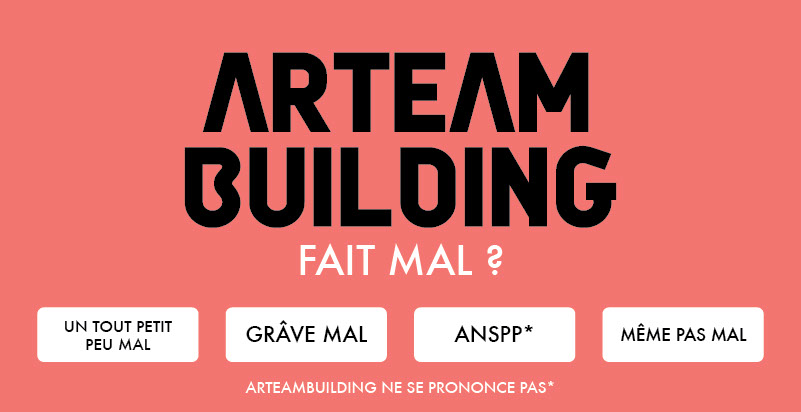 ARTEAM
BUILDING
FAIT MAL ?
UN TOUT PETIT
PEU MAL
GRÂVE MAL
ANSPP*
MÊME PAS MAL
ARTEAMBUILDING NE SE PRONONCE PAS*